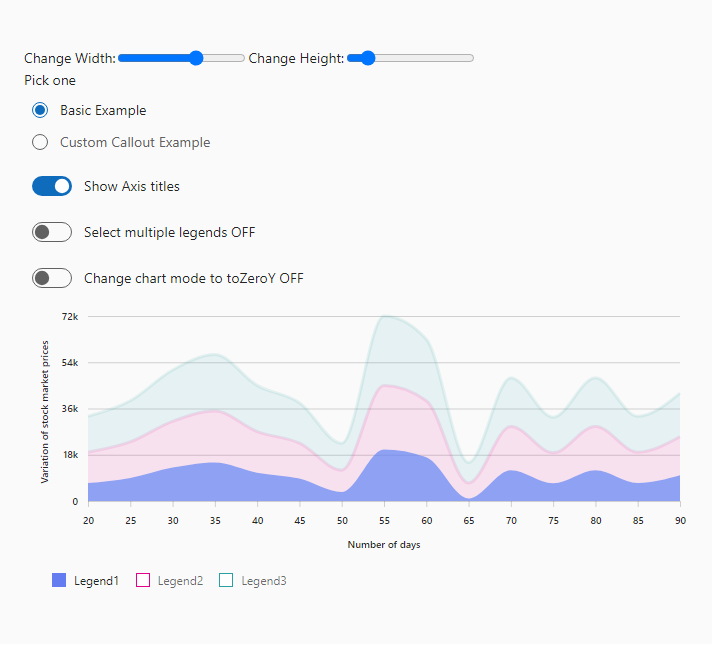 Change Width: Change Height:
Pick one
Basic Example
Custom Callout Example
Show Axis titles
Select multiple legends OFF
Change chart mode to toZeroY OFF
Variation of stock market prices
72k
54k
36k
18k
0
20 25 30 35 40 45 50 55 60 65 70 75 80 85 90
Number of days
Legend1 Legend2 Legend3